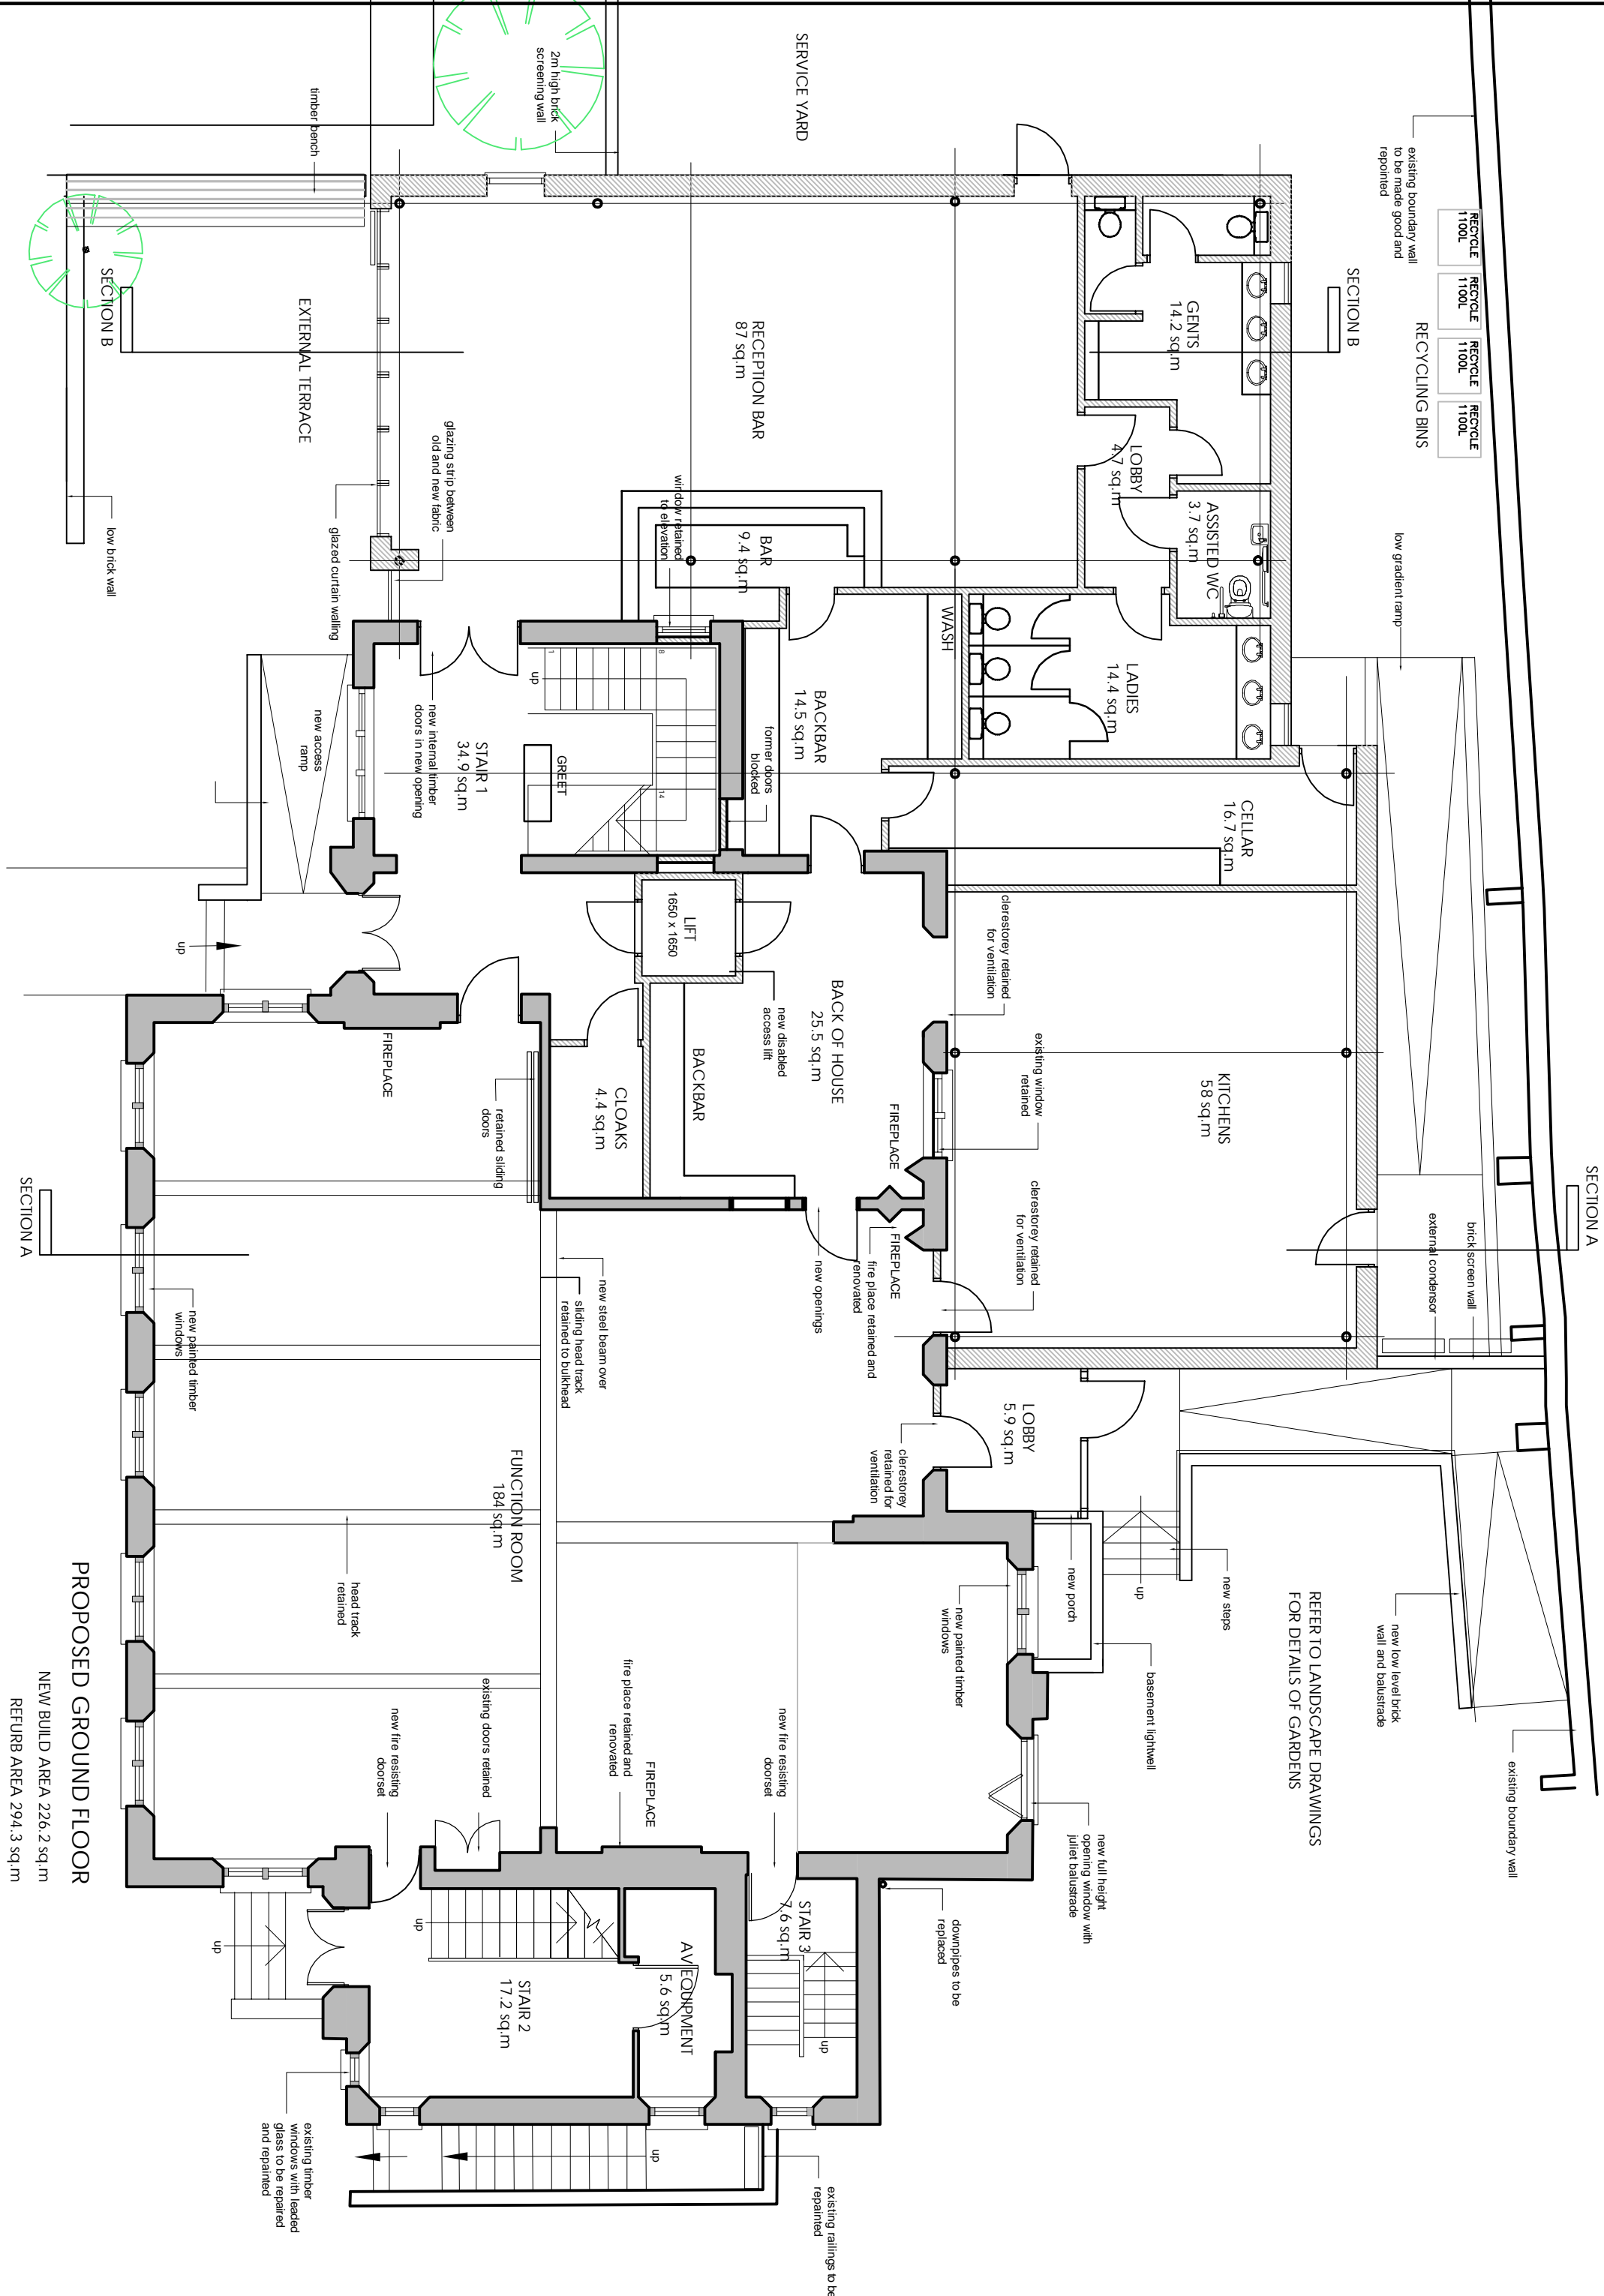 SERVICE YARD
2m high brick
screening wall
timber bench
existing boundary wall
to be made good and
repointed
RECYCLE
1100L
RECYCLE
1100L
RECYCLE
1100L
RECYCLE
1100L
RECYCLING BINS
SECTION B
SECTION B
EXTERNAL TERRACE
RECEPTION BAR
87 sq.m
GENTS
14.2 sq.m
LOBBY
4.7 sq.m
ASSISTED WC
3.7 sq.m
low gradient ramp
glazing strip between
old and new fabric
glazed curtain walling
low brick wall
window retained
to elevation
BAR
9.4 sq.m
WASH
LADIES
14.4 sq.m
BACKBAR
14.5 sq.m
former doors
blocked
new internal timber
doors in new opening
new access
ramp
STAIR 1
34.9 sq.m
GREET
up
1
8
14
CELLAR
16.7 sq.m
up
LIFT
1650 x 1650
new disabled
access lift
BACK OF HOUSE
25.5 sq.m
clerestorey retained
for ventilation
existing window
retained
KITCHENS
58 sq.m
FIREPLACE
FIREPLACE
BACKBAR
CLOAKS
4.4 sq.m
retained sliding
doors
FIREPLACE
SECTION A
SECTION A
clerestorey retained
for ventilation
fire place retained and
renovated
new openings
new steel beam over
sliding head track
retained to bulkhead
new painted timber
windows
brick screen wall
external condensor
LOBBY
5.9 sq.m
clerestorey
retained for
ventilation
FUNCTION ROOM
184 sq.m
head track
retained
up
new steps
new porch
new painted timber
windows
basement lightwell
REFER TO LANDSCAPE DRAWINGS
FOR DETAILS OF GARDENS
new low level brick
wall and balustrade
existing boundary wall
fire place retained and
renovated
FIREPLACE
new fire resisting
doorset
existing doors retained
new fire resisting
doorset
new full height
opening window with
juliet balustrade
downpipes to be
replaced
STAIR 3
7.6 sq.m
up
AV EQUIPMENT
5.6 sq.m
STAIR 2
17.2 sq.m
up
up
up
existing timber
windows with leaded
glass to be repaired
and repainted
existing railings to be
repainted
PROPOSED GROUND FLOOR
NEW BUILD AREA 226.2 sq.m
REFURB AREA 294.3 sq.m